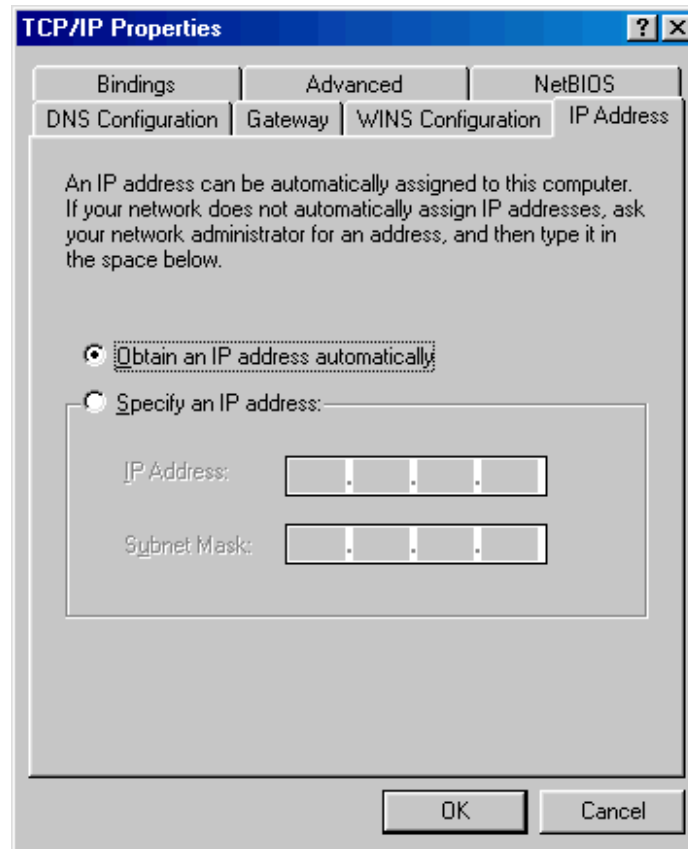 TCP/IP Properties
Bindings
Advanced
NetBIOS
DNS Configuration
Gateway
WINS Configuration
IP Address
An IP address can be automatically assigned to this computer.
If your network does not automatically assign IP addresses, ask
your network administrator for an address, and then type it in
the space below.
Obtain an IP address automatically
Specify an IP address:
IP Address:
Subnet Mask:
OK
Cancel